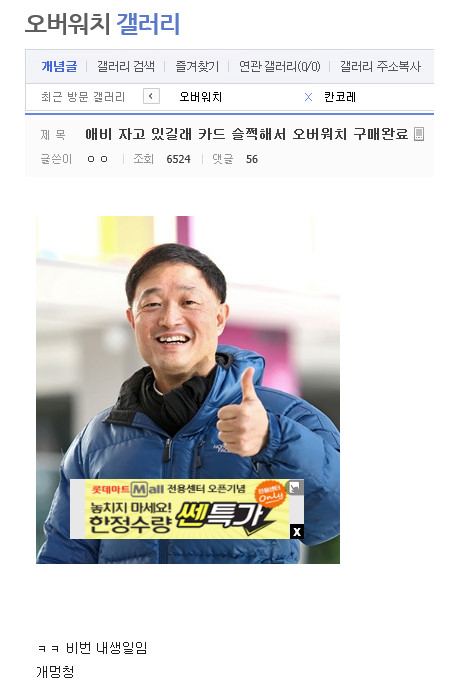 오버워치 갤러리
개념글 | 갤러리 검색 | 즐겨찾기 | 연관 갤러리(0/0) | 갤러리 주소복사
최근 방문 갤러리 < 오버워치 X 칸코레
제 목 애비 자고 있길래 카드 슬쩍해서 오버워치 구매완료
글쓴이 ㅇㅇ | 조회 6524 | 댓글 56
롯데마트 Mall 전용센터 오픈기념
전용센터 Only
놓치지 마세요!
한정수량 쎈특가
X
ㅋㅋ 비번 내생일임
개멍청